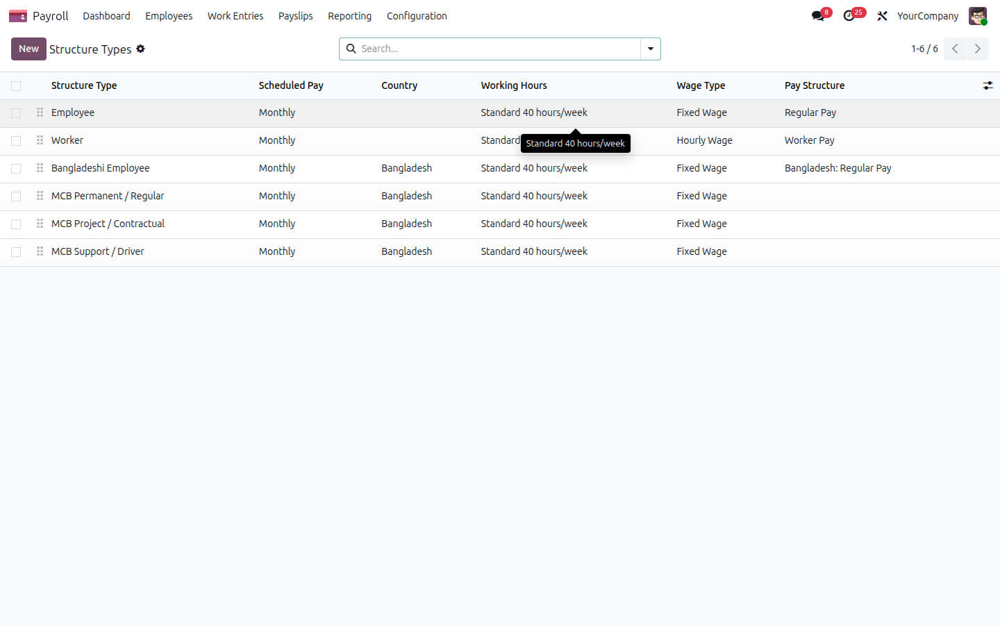 Payroll Dashboard Employees Work Entries Payslips Reporting Configuration 8 25 YourCompany
New Structure Types Search... 1-6 / 6
Structure Type Scheduled Pay Country Working Hours Wage Type Pay Structure
Employee Monthly Standard 40 hours/week Fixed Wage Regular Pay
Worker Monthly Standard Hourly Wage Worker Pay
Standard 40 hours/week
Bangladeshi Employee Monthly Bangladesh Standard 40 hours/week Fixed Wage Bangladesh: Regular Pay
MCB Permanent / Regular Monthly Bangladesh Standard 40 hours/week Fixed Wage
MCB Project / Contractual Monthly Bangladesh Standard 40 hours/week Fixed Wage
MCB Support / Driver Monthly Bangladesh Standard 40 hours/week Fixed Wage